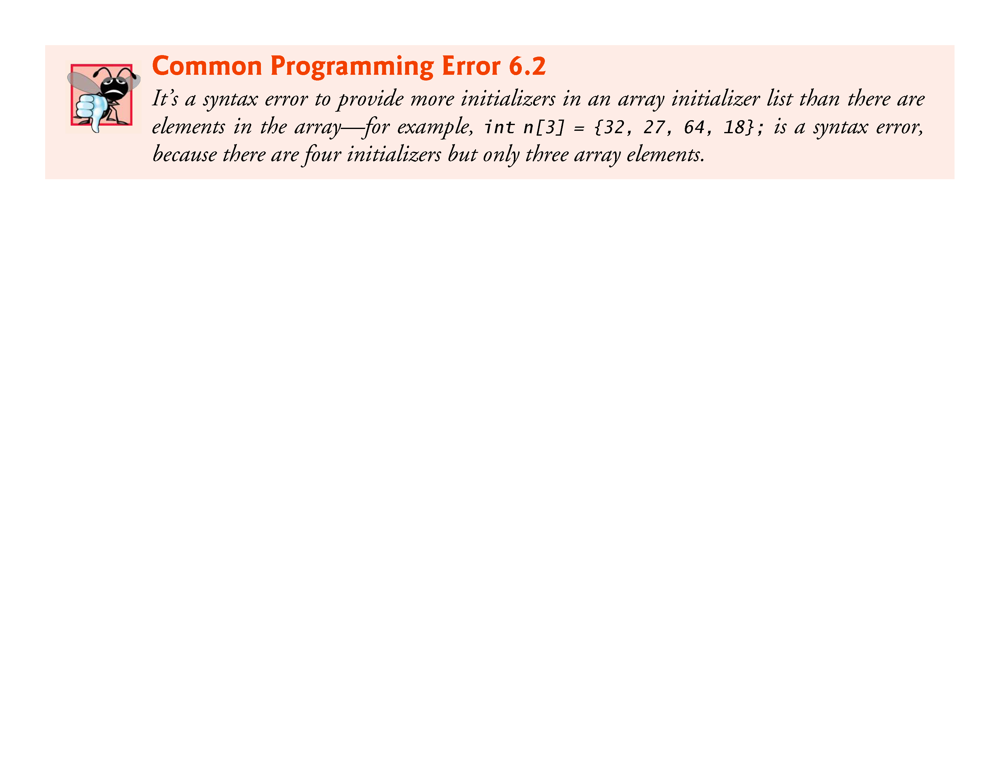 Common Programming Error 6.2
It’s a syntax error to provide more initializers in an array initializer list than there are
elements in the array—for example, int n[3] = {32, 27, 64, 18}; is a syntax error,
because there are four initializers but only three array elements.